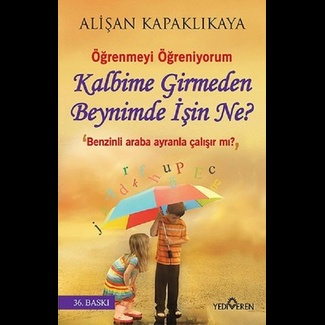 ALİŞAN KAPAKLIKAYA
Öğrenmeyi Öğreniyorum
Kalbime Girmeden
Beynimde İşin Ne?
"Benzinli araba ayranla çalışır mı?"
36. BASKI
YEDİVEREN